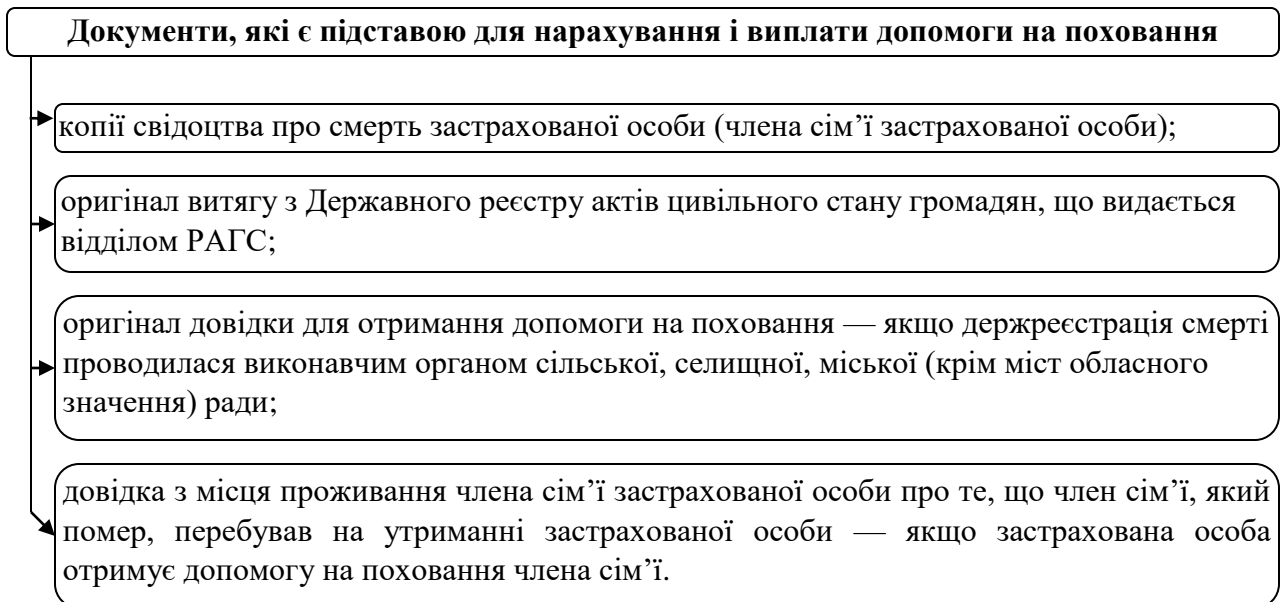 Документи, які є підставою для нарахування і виплати допомоги на поховання
копії свідоцтва про смерть застрахованої особи (члена сім’ї застрахованої особи);
оригінал витягу з Державного реєстру актів цивільного стану громадян, що видається
відділом РАГС;
оригінал довідки для отримання допомоги на поховання — якщо держреєстрація смерті
проводилася виконавчим органом сільської, селищної, міської (крім міст обласного
значення) ради;
довідка з місця проживання члена сім’ї застрахованої особи про те, що член сім’ї, який
помер, перебував на утриманні застрахованої особи — якщо застрахована особа
отримує допомогу на поховання члена сім’ї.